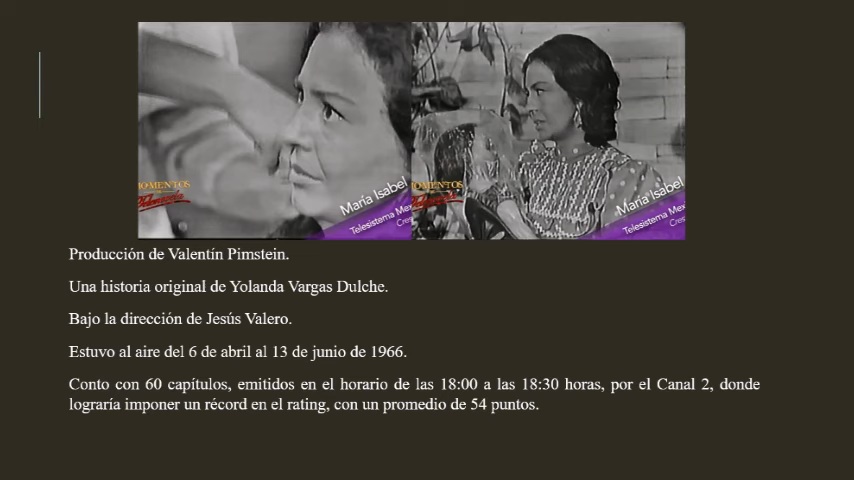 MOMENTOS
María Isabel
Telesistema Mex
Cres
MOMENTOS
María Isabel
Telesistema Mex
Cres
Producción de Valentín Pimstein.
Una historia original de Yolanda Vargas Dulche.
Bajo la dirección de Jesús Valero.
Estuvo al aire del 6 de abril al 13 de junio de 1966.
Conto con 60 capítulos, emitidos en el horario de las 18:00 a las 18:30 horas, por el Canal 2, donde
lograría imponer un récord en el rating, con un promedio de 54 puntos.